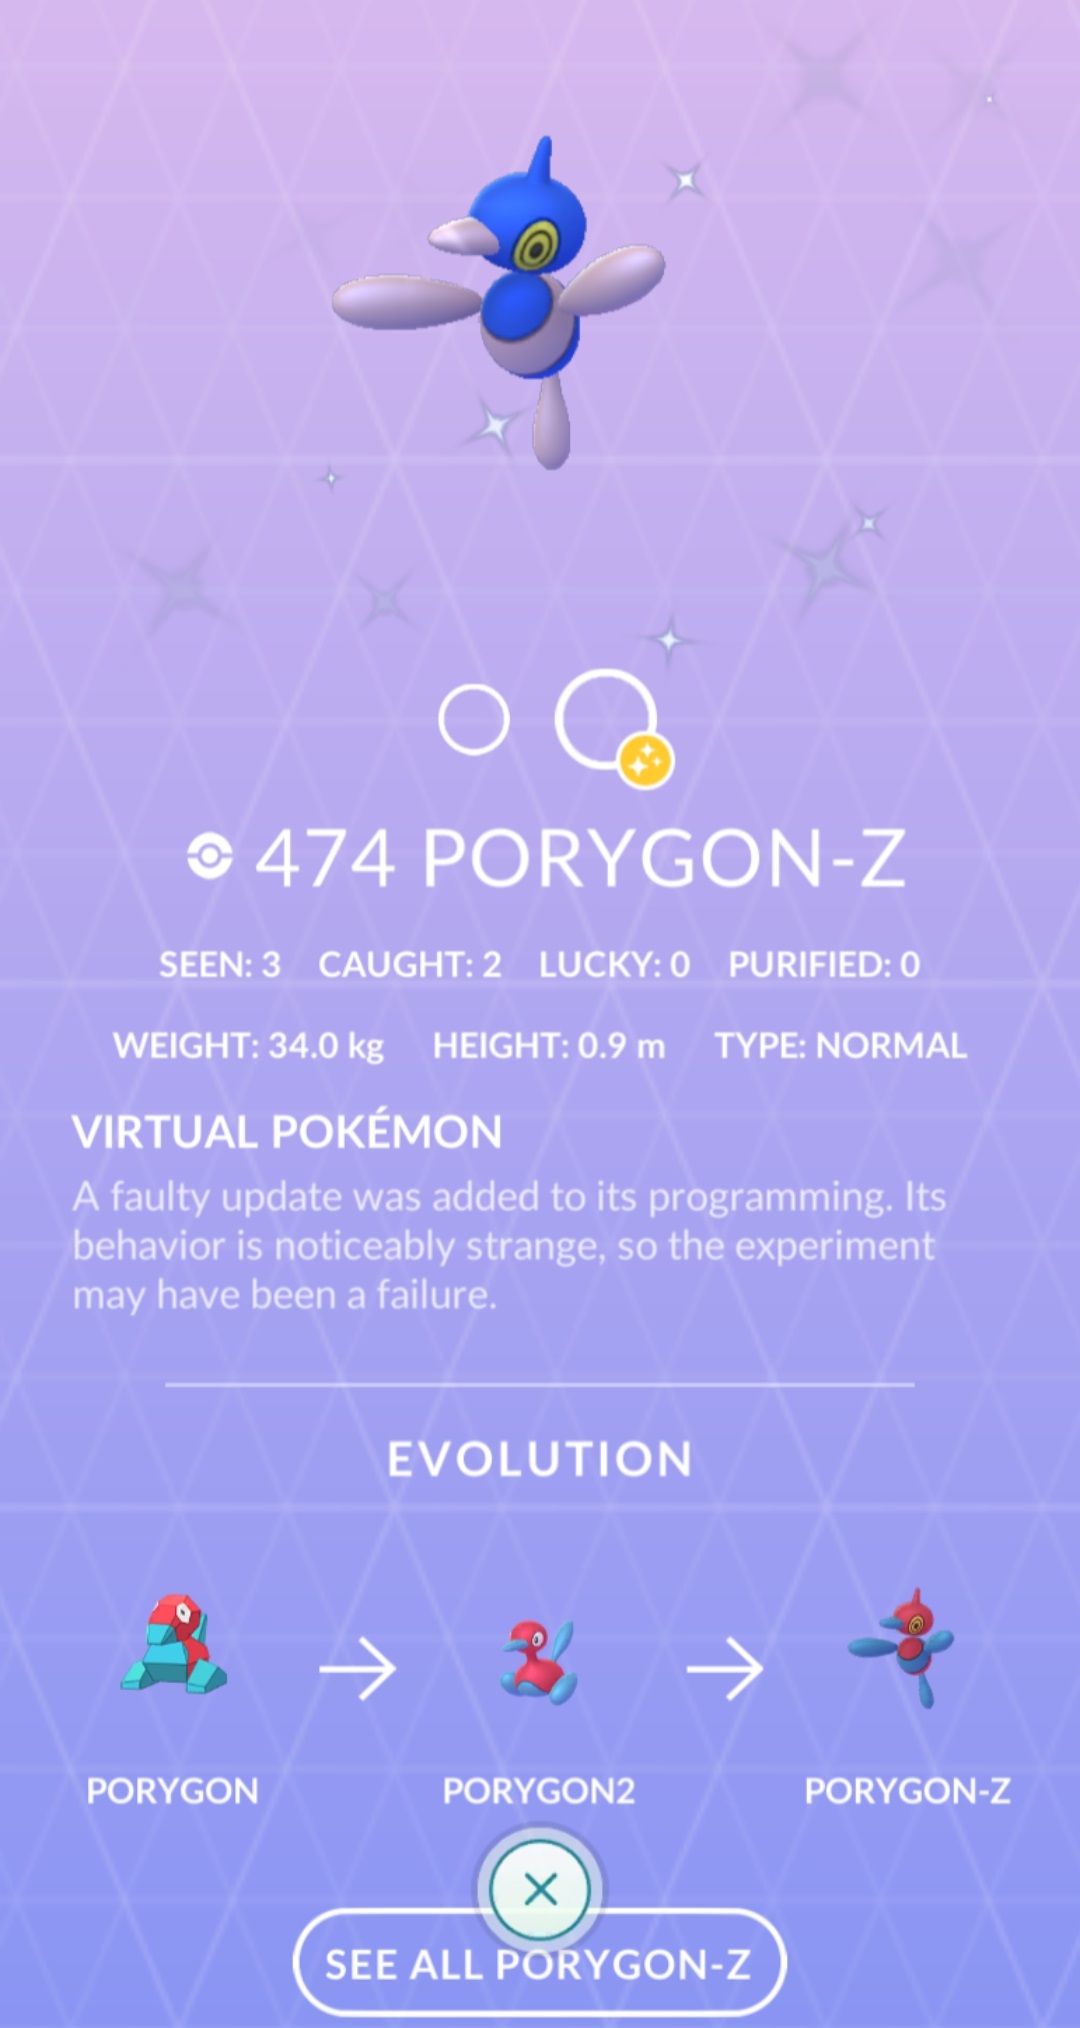 474 PORYGON-Z
SEEN: 3 CAUGHT: 2 LUCKY: 0 PURIFIED: 0
WEIGHT: 34.0 kg HEIGHT: 0.9 m TYPE: NORMAL
VIRTUAL POKÉMON
A faulty update was added to its programming. Its
behavior is noticeably strange, so the experiment
may have been a failure.
EVOLUTION
PORYGON PORYGON2 PORYGON-Z
SEE ALL PORYGON-Z